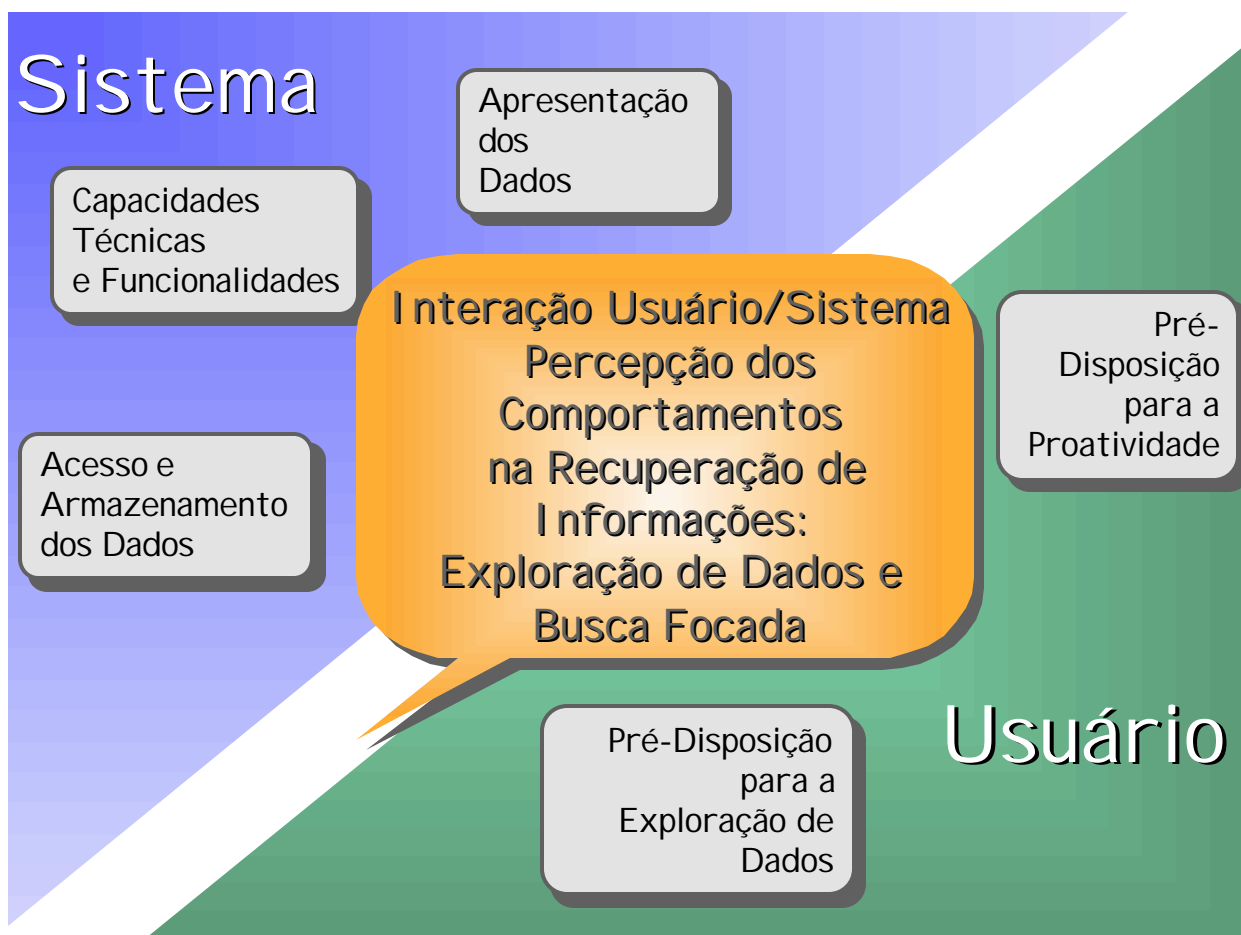 Sistema
Apresentação
dos
Dados
Capacidades
Técnicas
e Funcionalidades
Interação Usuário/Sistema
Percepção dos
Comportamentos
na Recuperação de
Informações:
Exploração de Dados e
Busca Focada
Pré-
Disposição
para a
Proatividade
Acesso e
Armazenamento
dos Dados
Usuário
Pré-Disposição
para a
Exploração de
Dados